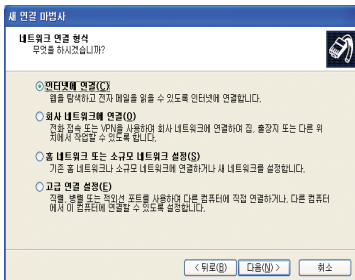 새 연결 마법사
네트워크 연결 형식
무엇을 하시겠습니까?
인터넷에 연결(C)
웹을 탐색하고 전자 메일을 읽을 수 있도록 인터넷에 연결합니다.
회사 네트워크에 연결(O)
전화 접속 또는 VPN을 사용하여 회사 네트워크에 연결하여 집, 출장지 또는 다른 위
치에서 작업할 수 있도록 합니다.
홈 네트워크 또는 소규모 네트워크 설정(S)
기존 홈 네트워크나 소규모 네트워크에 연결하거나 새 네트워크를 설정합니다.
고급 연결 설정(E)
직렬, 병렬 또는 적외선 포트를 사용하여 다른 컴퓨터에 직접 연결하거나, 다른 컴퓨터
에서 이 컴퓨터에 연결할 수 있도록 설정합니다.
< 뒤로(B) 다음(N) > 취소